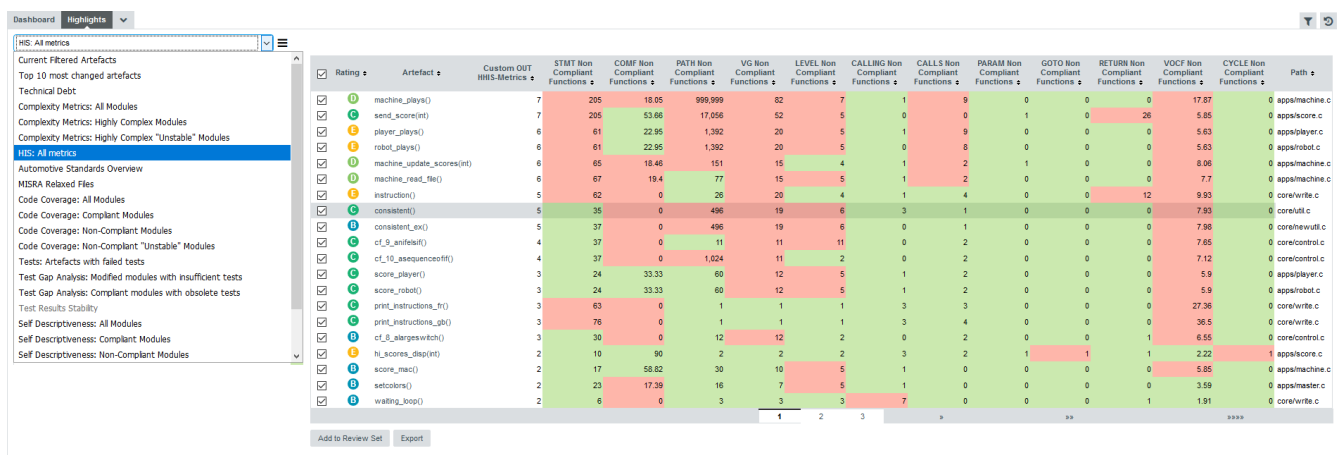 Dashboard Highlights
HIS: All metrics
Current Filtered Artefacts
Top 10 most changed artefacts
Technical Debt
Complexity Metrics: All Modules
Complexity Metrics: Highly Complex Modules
Complexity Metrics: Highly Complex "Unstable" Modules
HIS: All metrics
Automotive Standards Overview
MISRA Relaxed Files
Code Coverage: All Modules
Code Coverage: Compliant Modules
Code Coverage: Non-Compliant Modules
Code Coverage: Non-Compliant "Unstable" Modules
Tests: Artefacts with failed tests
Test Gap Analysis: Modified modules with insufficient tests
Test Gap Analysis: Compliant modules with obsolete tests
Test Results Stability
Self Descriptiveness: All Modules
Self Descriptiveness: Compliant Modules
Self Descriptiveness: Non-Compliant Modules
Rating Artefact Custom OUT HHIS-Metrics STMT Non Compliant Functions COMF Non Compliant Functions PATH Non Compliant Functions VG Non Compliant Functions LEVEL Non Compliant Functions CALLING Non Compliant Functions CALLS Non Compliant Functions PARAM Non Compliant Functions GOTO Non Compliant Functions RETURN Non Compliant Functions VOCF Non Compliant Functions CYCLE Non Compliant Functions Path
D machine_plays() 7 205 18.05 999,999 82 7 1 9 0 0 0 17.87 0 apps/machine.c
C send_score(int) 7 205 53.66 17,056 52 5 0 0 1 0 26 5.85 0 apps/score.c
E player_plays() 6 61 22.95 1,392 20 5 1 9 0 0 0 5.63 0 apps/player.c
E robot_plays() 6 61 22.95 1,392 20 5 0 8 0 0 0 5.63 0 apps/robot.c
D machine_update_scores(int) 6 65 18.46 151 15 4 1 2 1 0 0 8.06 0 apps/machine.c
D machine_read_file() 6 67 19.4 77 15 5 1 2 0 0 0 7.7 0 apps/machine.c
E instruction() 5 62 0 26 20 4 1 4 0 0 12 9.93 0 core/write.c
C consistent() 5 35 0 496 19 6 3 1 0 0 0 7.93 0 core/util.c
B consistent_ex() 5 37 0 496 19 6 0 1 0 0 0 7.98 0 core/newutil.c
C cf_9_anifelsif() 4 37 0 11 11 11 0 2 0 0 0 7.65 0 core/control.c
C cf_10_asequenceofif() 4 37 0 1,024 11 2 0 2 0 0 0 7.12 0 core/control.c
C score_player() 3 24 33.33 60 12 5 1 2 0 0 0 5.9 0 apps/player.c
C score_robot() 3 24 33.33 60 12 5 1 2 0 0 0 5.9 0 apps/robot.c
C print_instructions_fr() 3 63 0 1 1 1 3 3 0 0 0 27.36 0 core/write.c
C print_instructions_gb() 3 76 0 1 1 1 3 4 0 0 0 36.5 0 core/write.c
B cf_8_alargeswitch() 3 30 0 12 12 2 0 2 0 0 1 6.55 0 core/control.c
E hi_scores_disp(int) 2 10 90 2 2 2 3 2 1 1 1 2.22 1 apps/score.c
B score_mac() 2 17 58.82 30 10 5 1 0 0 0 0 5.85 0 apps/machine.c
B setcolors() 2 23 17.39 16 7 5 1 0 0 0 0 3.59 0 apps/master.c
B waiting_loop() 2 6 0 3 3 3 7 0 0 0 1 1.91 0 core/write.c
1 2 3 » »» »»»»
Add to Review Set Export